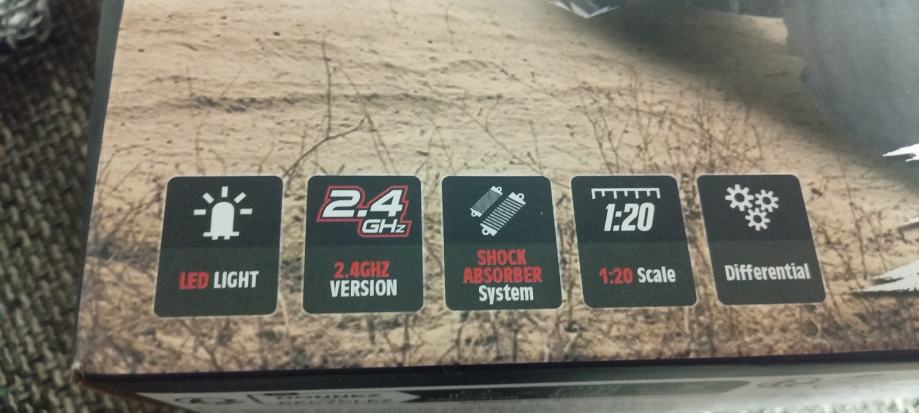 LED LIGHT
2.4
GHz
2.4GHZ
VERSION
SHOCK
ABSORBER
System
1:20
1:20 Scale
Differential